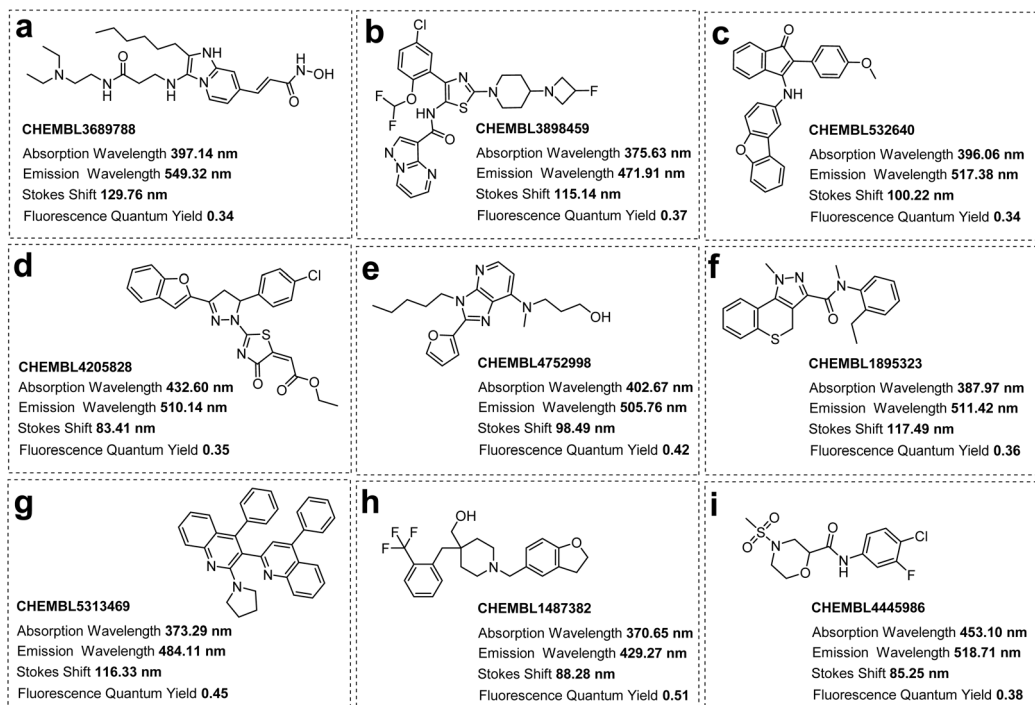 a
N
N
H
O
N
H
NH
N
O
H
N
OH
CHEMBL3689788
Absorption Wavelength 397.14 nm
Emission Wavelength 549.32 nm
Stokes Shift 129.76 nm
Fluorescence Quantum Yield 0.34
b
Cl
F
F
O
N
S
N
N
F
HN
O
N
N
N
CHEMBL3898459
Absorption Wavelength 375.63 nm
Emission Wavelength 471.91 nm
Stokes Shift 115.14 nm
Fluorescence Quantum Yield 0.37
c
O
O
NH
O
CHEMBL532640
Absorption Wavelength 396.06 nm
Emission Wavelength 517.38 nm
Stokes Shift 100.22 nm
Fluorescence Quantum Yield 0.34
d
O
Cl
N
N
S
N
O
O
O
CHEMBL4205828
Absorption Wavelength 432.60 nm
Emission Wavelength 510.14 nm
Stokes Shift 83.41 nm
Fluorescence Quantum Yield 0.35
e
N
N
N
N
OH
O
CHEMBL4752998
Absorption Wavelength 402.67 nm
Emission Wavelength 505.76 nm
Stokes Shift 98.49 nm
Fluorescence Quantum Yield 0.42
f
N
N
N
O
S
CHEMBL1895323
Absorption Wavelength 387.97 nm
Emission Wavelength 511.42 nm
Stokes Shift 117.49 nm
Fluorescence Quantum Yield 0.36
g
N
N
N
CHEMBL5313469
Absorption Wavelength 373.29 nm
Emission Wavelength 484.11 nm
Stokes Shift 116.33 nm
Fluorescence Quantum Yield 0.45
h
OH
F
F
F
N
O
CHEMBL1487382
Absorption Wavelength 370.65 nm
Emission Wavelength 429.27 nm
Stokes Shift 88.28 nm
Fluorescence Quantum Yield 0.51
i
O
S
O
N
O
O
N
H
Cl
F
CHEMBL4445986
Absorption Wavelength 453.10 nm
Emission Wavelength 518.71 nm
Stokes Shift 85.25 nm
Fluorescence Quantum Yield 0.38